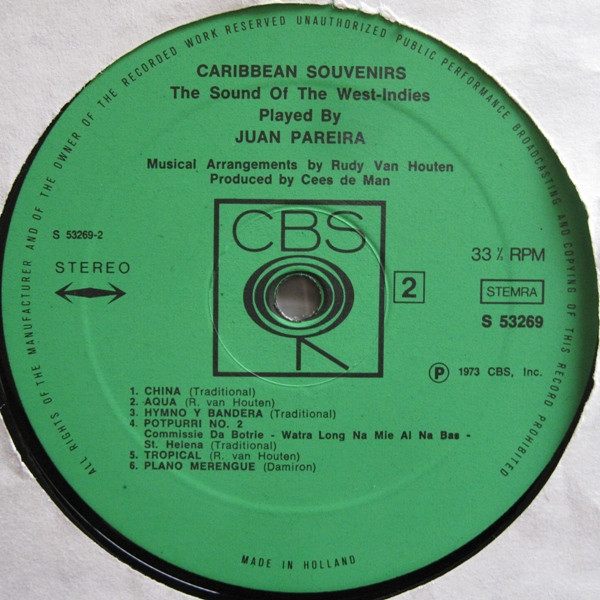 ALL RIGHTS OF THE MANUFACTURER AND OF THE OWNER OF THE RECORDED WORK RESERVED UNAUTHORIZED PUBLIC PERFORMANCE BROADCASTING AND COPYING OF THIS RECORD PROHIBITED
CARIBBEAN SOUVENIRS
The Sound Of The West-Indies
Played By
JUAN PAREIRA
Musical Arrangements by Rudy Van Houten
Produced by Cees de Man
S 53269-2
STEREO
CBS
2
33⅓ RPM
STEMRA
S 53269
Ⓟ 1973 CBS, Inc.
1. CHINA (Traditional)
2. AQUA (R. van Houten)
3. HYMNO Y BANDERA (Traditional)
4. POTPURRI NO. 2
Commissie Da Botrie - Watra Long Na Mie Ai Na Bas -
St. Helena (Traditional)
5. TROPICAL (R. van Houten)
6. PLANO MERENGUE (Damiron)
MADE IN HOLLAND